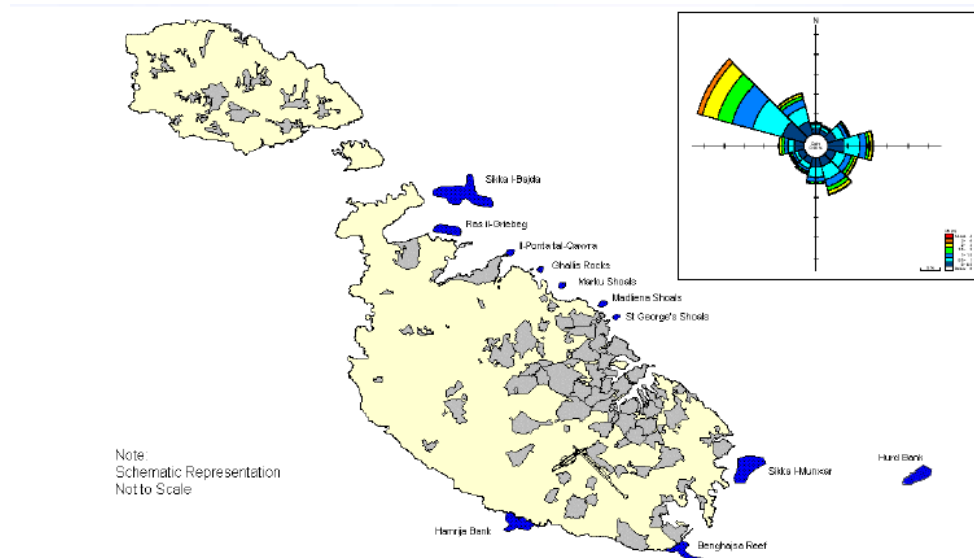 N
Sikka l-Bajda
Ras il-Griebeg
Il-Ponta tal-Qawra
Ghallis Rocks
Marku Shoals
Madliena Shoals
St George's Shoals
Sikka l-Munxar
Hurd Bank
Note:
Schematic Representation
Not to Scale
Hamrija Bank
Benghajsa Reef